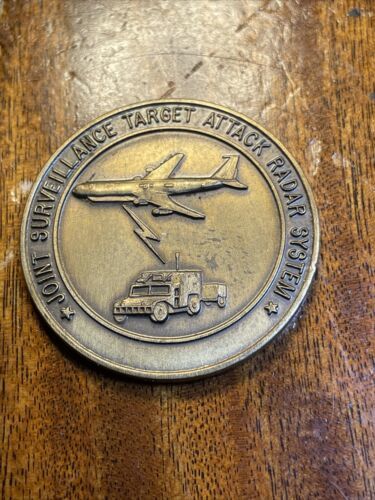 JOINT SURVEILLANCE TARGET ATTACK RADAR SYSTEM